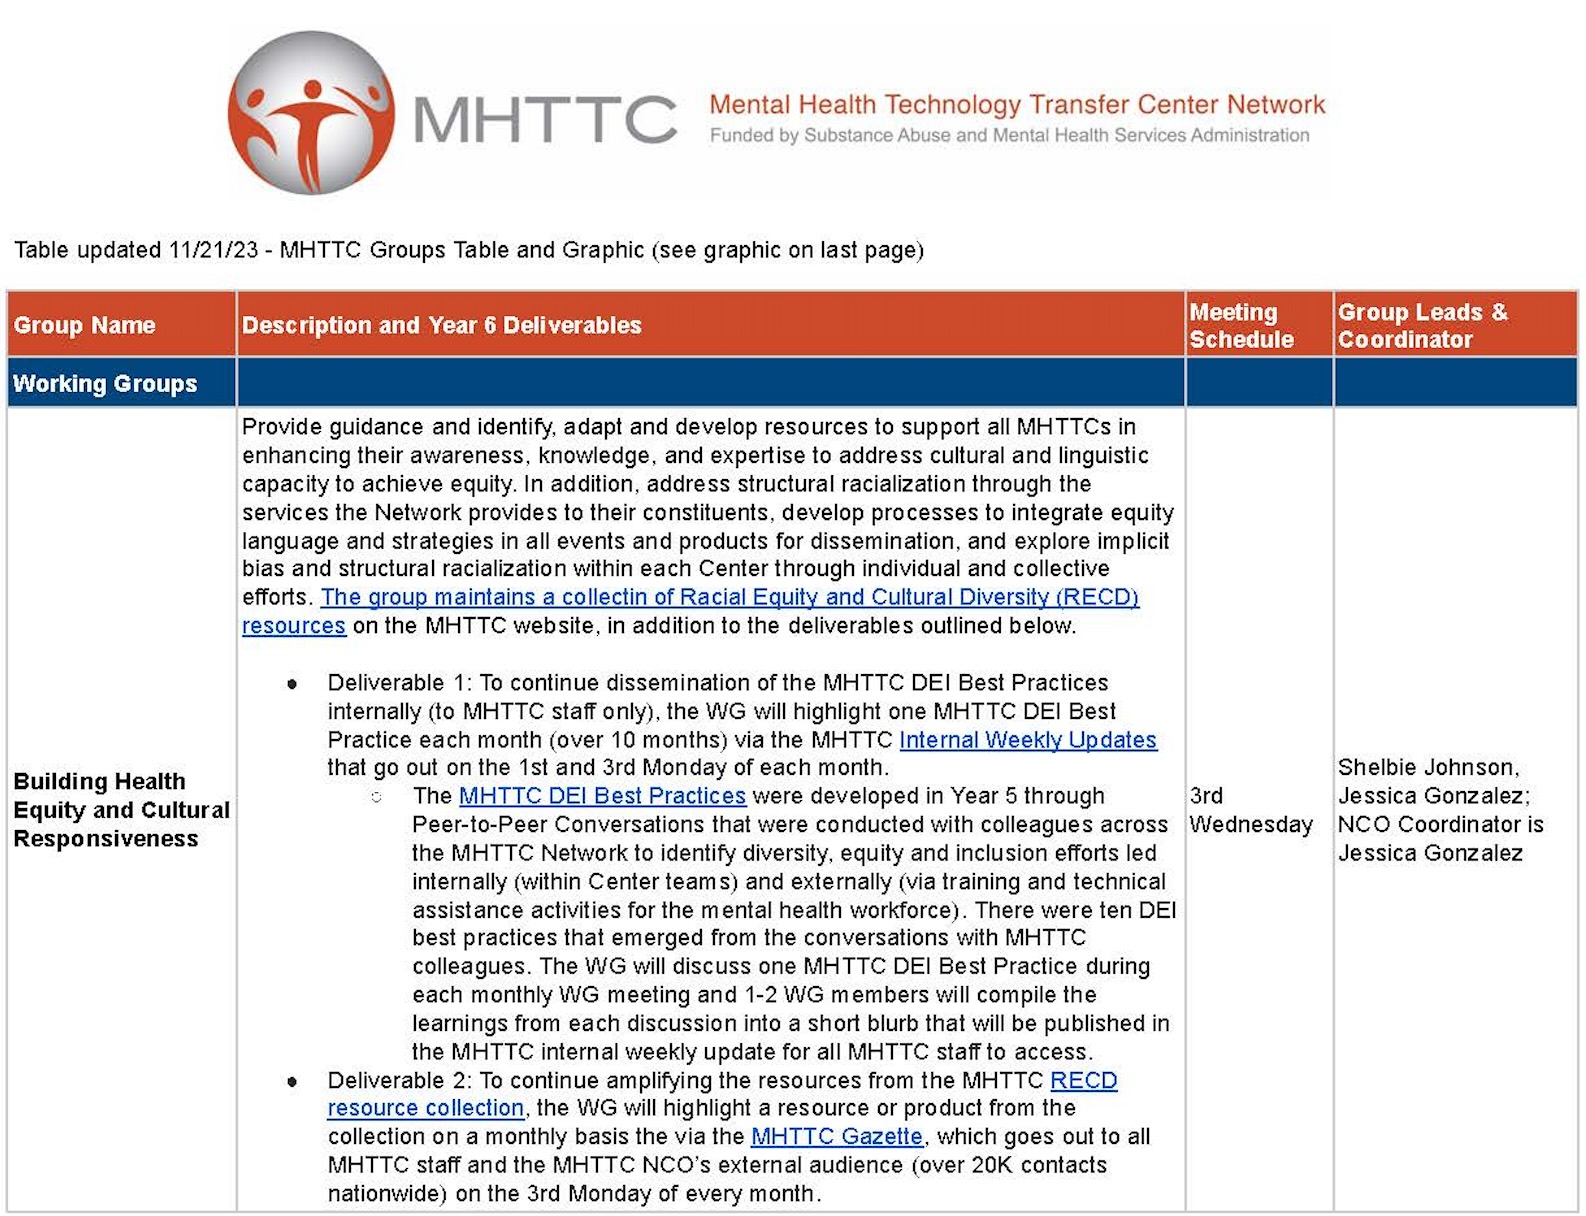 MHTTC
Mental Health Technology Transfer Center Network
Funded by Substance Abuse and Mental Health Services Administration
Table updated 11/21/23 - MHTTC Groups Table and Graphic (see graphic on last page)
Group Name
Description and Year 6 Deliverables
Meeting
Schedule
Group Leads &
Coordinator
Working Groups
Building Health
Equity and Cultural
Responsiveness
Provide guidance and identify, adapt and develop resources to support all MHTTCs in
enhancing their awareness, knowledge, and expertise to address cultural and linguistic
capacity to achieve equity. In addition, address structural racialization through the
services the Network provides to their constituents, develop processes to integrate equity
language and strategies in all events and products for dissemination, and explore implicit
bias and structural racialization within each Center through individual and collective
efforts. The group maintains a collectin of Racial Equity and Cultural Diversity (RECD)
resources on the MHTTC website, in addition to the deliverables outlined below.
● Deliverable 1: To continue dissemination of the MHTTC DEI Best Practices
internally (to MHTTC staff only), the WG will highlight one MHTTC DEI Best
Practice each month (over 10 months) via the MHTTC Internal Weekly Updates
that go out on the 1st and 3rd Monday of each month.
○ The MHTTC DEI Best Practices were developed in Year 5 through
Peer-to-Peer Conversations that were conducted with colleagues across
the MHTTC Network to identify diversity, equity and inclusion efforts led
internally (within Center teams) and externally (via training and technical
assistance activities for the mental health workforce). There were ten DEI
best practices that emerged from the conversations with MHTTC
colleagues. The WG will discuss one MHTTC DEI Best Practice during
each monthly WG meeting and 1-2 WG members will compile the
learnings from each discussion into a short blurb that will be published in
the MHTTC internal weekly update for all MHTTC staff to access.
● Deliverable 2: To continue amplifying the resources from the MHTTC RECD
resource collection, the WG will highlight a resource or product from the
collection on a monthly basis the via the MHTTC Gazette, which goes out to all
MHTTC staff and the MHTTC NCO's external audience (over 20K contacts
nationwide) on the 3rd Monday of every month.
3rd
Wednesday
Shelbie Johnson,
Jessica Gonzalez;
NCO Coordinator is
Jessica Gonzalez